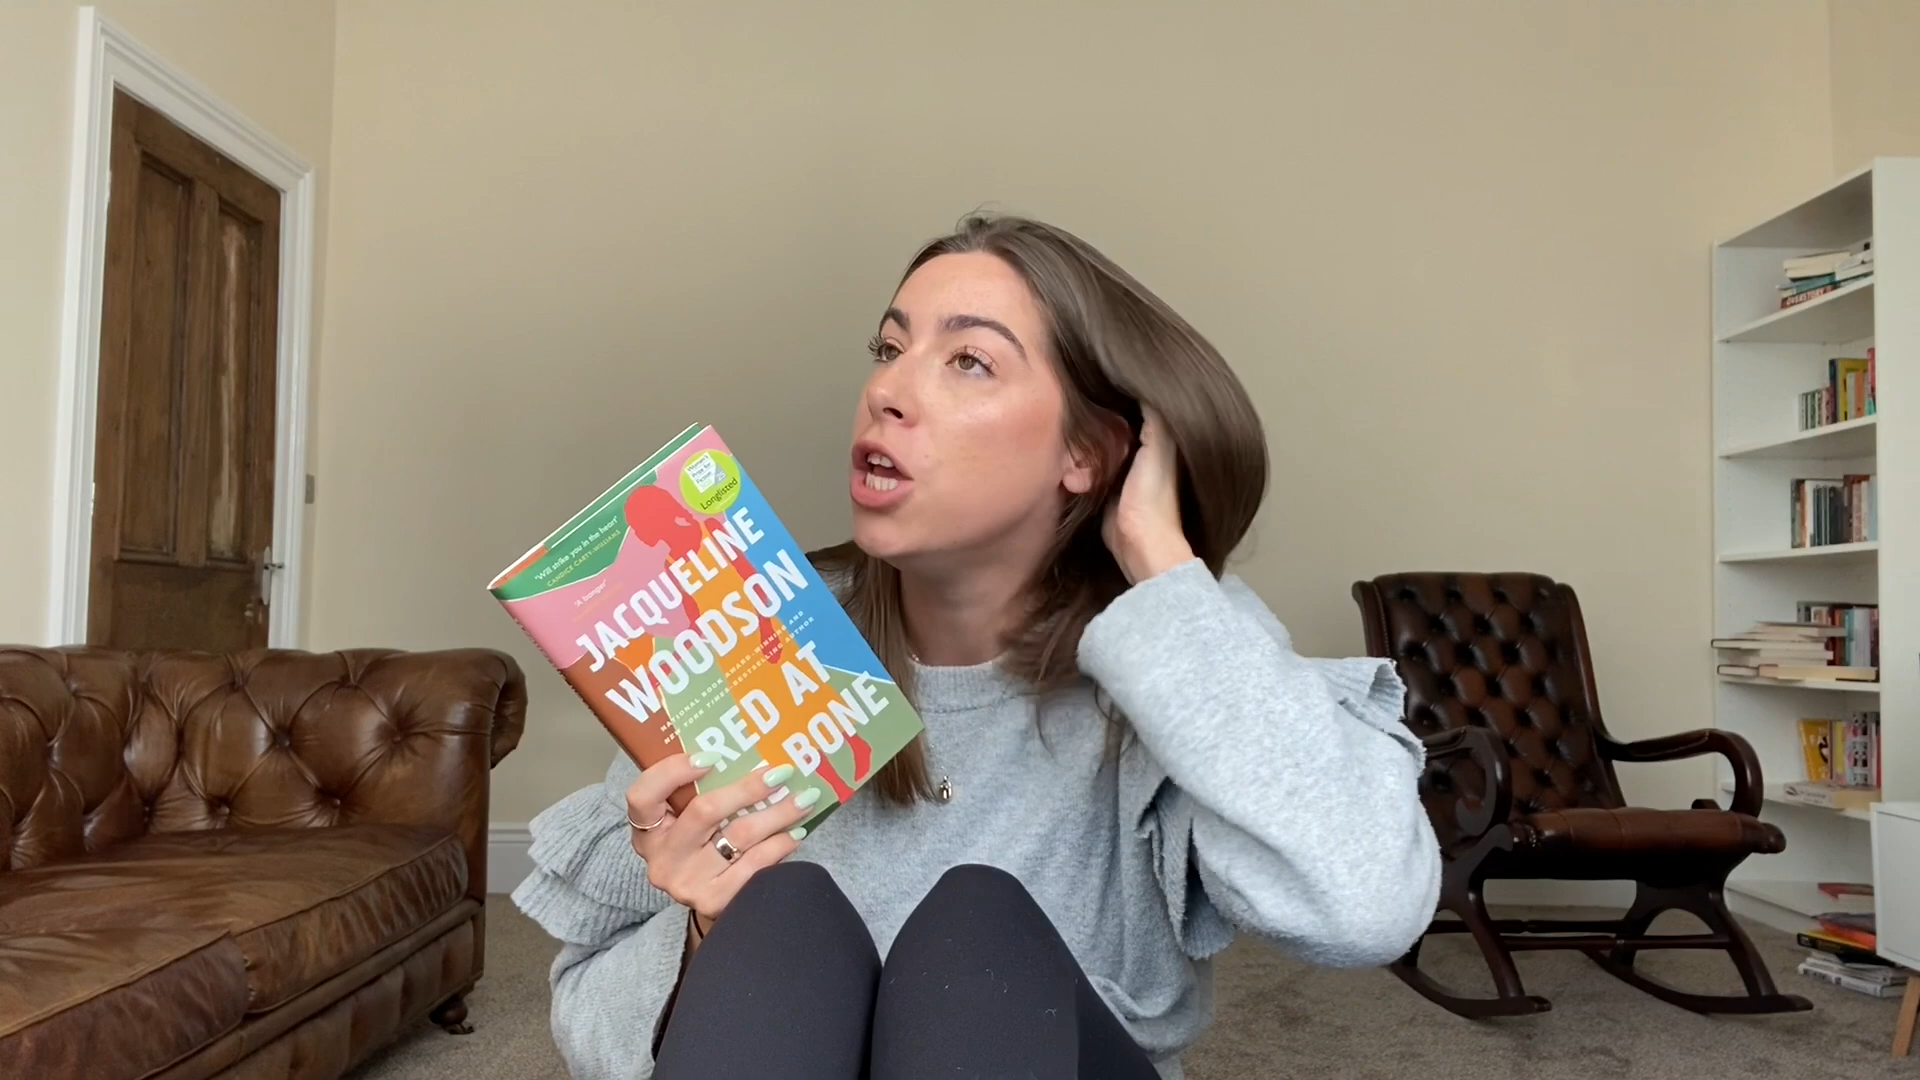 Women's
Prize for
Fiction
Longlisted
'Will strike you in the heart'
CANDICE CARTY-WILLIAMS
'A banger'
JACQUELINE
WOODSON
NATIONAL BOOK AWARD-WINNING AND
NEW YORK TIMES BESTSELLING AUTHOR
RED AT
BONE
OVERSTORY